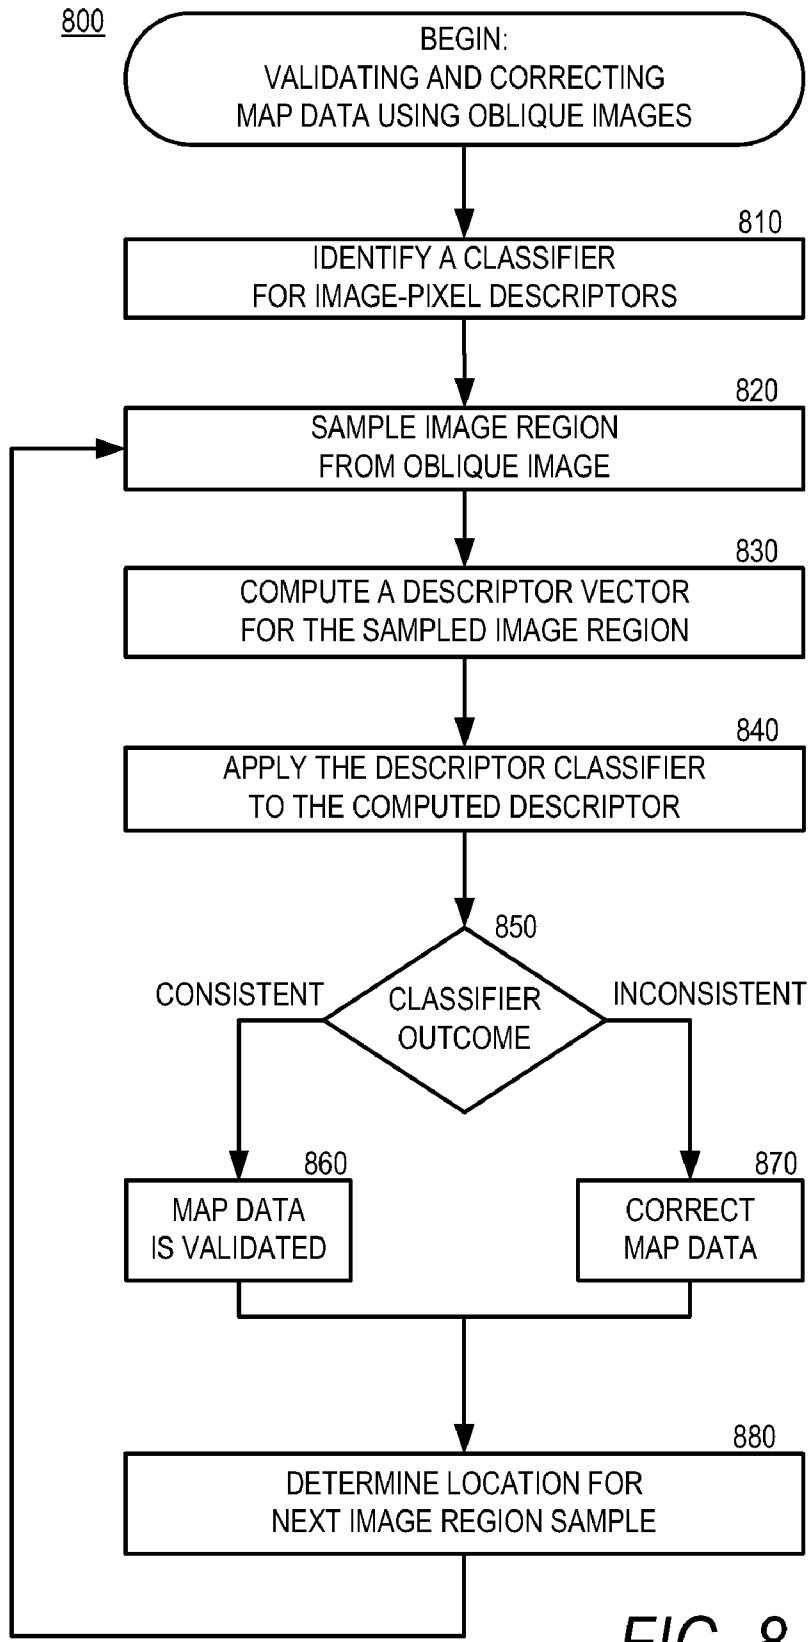 800
BEGIN:
VALIDATING AND CORRECTING
MAP DATA USING OBLIQUE IMAGES
810
IDENTIFY A CLASSIFIER
FOR IMAGE-PIXEL DESCRIPTORS
820
SAMPLE IMAGE REGION
FROM OBLIQUE IMAGE
830
COMPUTE A DESCRIPTOR VECTOR
FOR THE SAMPLED IMAGE REGION
840
APPLY THE DESCRIPTOR CLASSIFIER
TO THE COMPUTED DESCRIPTOR
850
CLASSIFIER
OUTCOME
CONSISTENT
INCONSISTENT
860
MAP DATA
IS VALIDATED
870
CORRECT
MAP DATA
880
DETERMINE LOCATION FOR
NEXT IMAGE REGION SAMPLE
FIG. 8